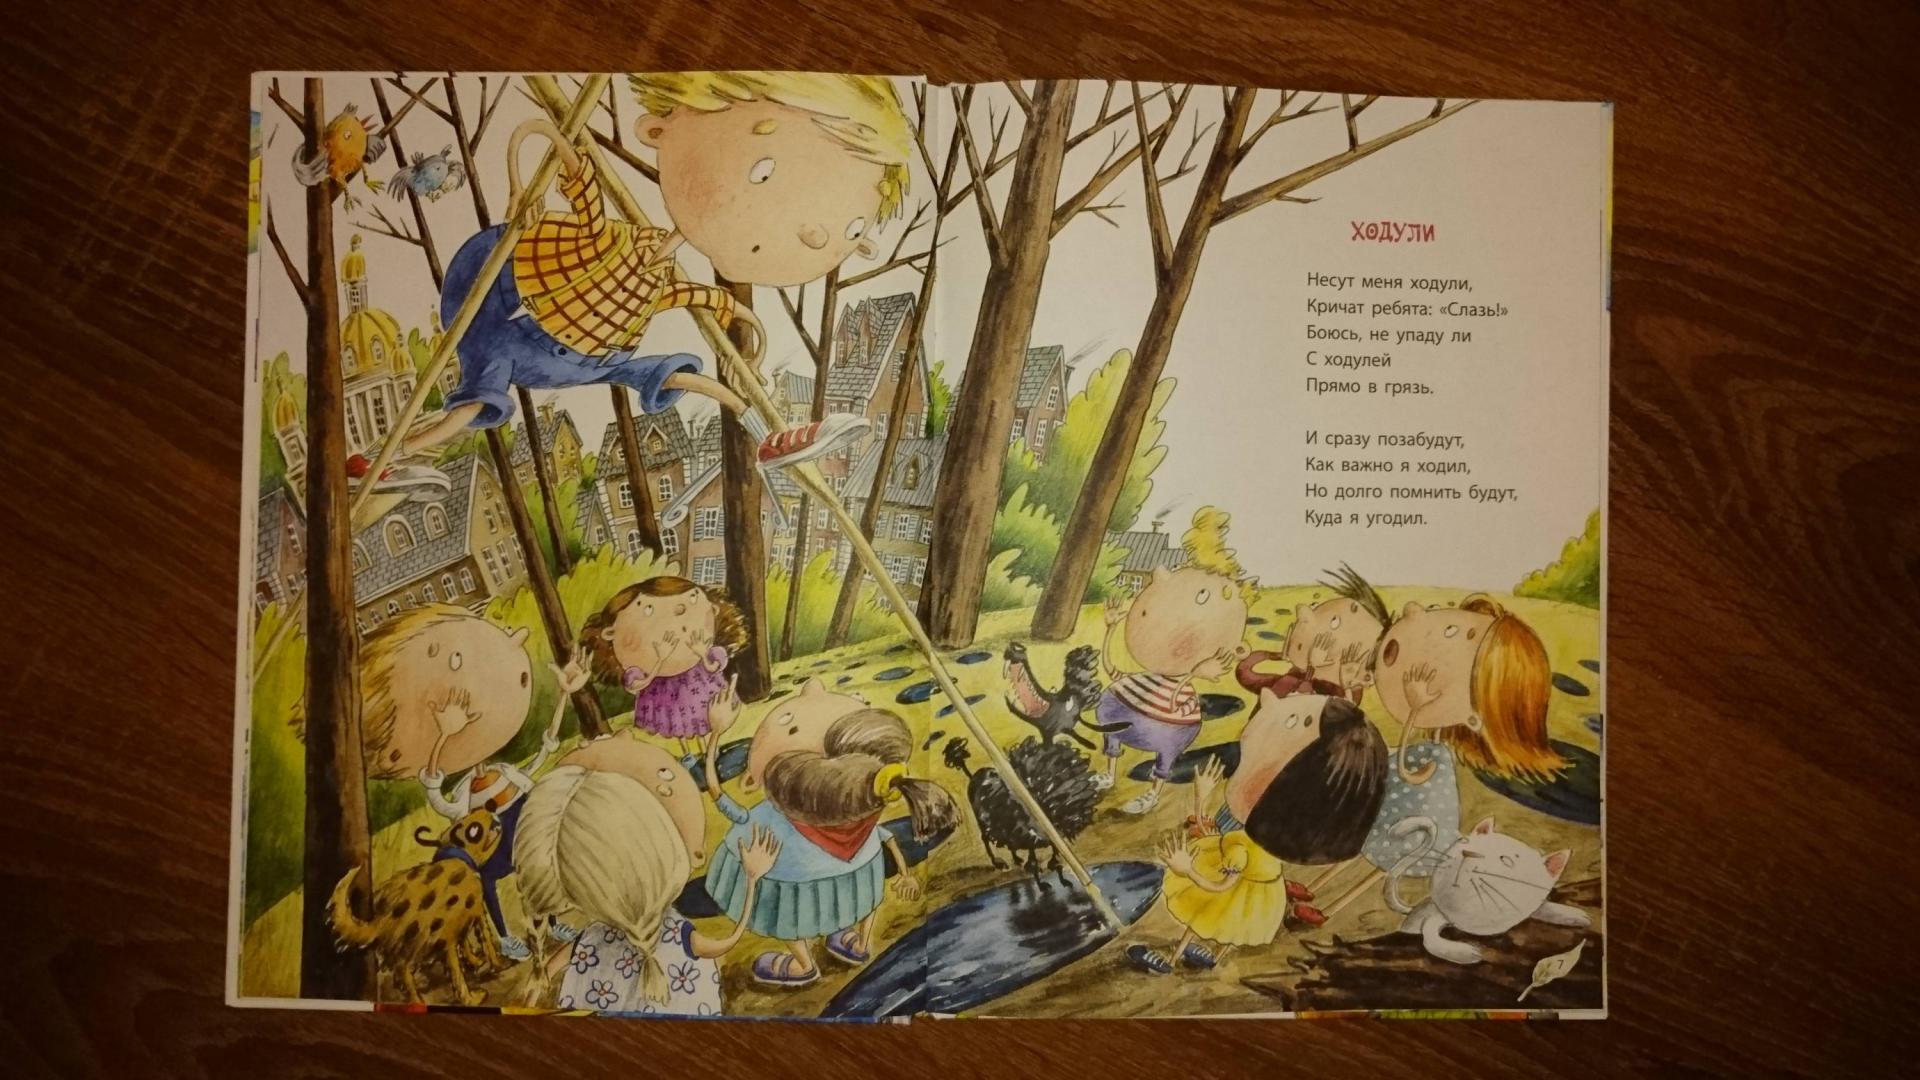 ХОДУЛИ
Несут меня ходули,
Кричат ребята: «Слазь!»
Боюсь, не упаду ли
С ходулей
Прямо в грязь.
И сразу позабудут,
Как важно я ходил,
Но долго помнить будут,
Куда я угодил.
7